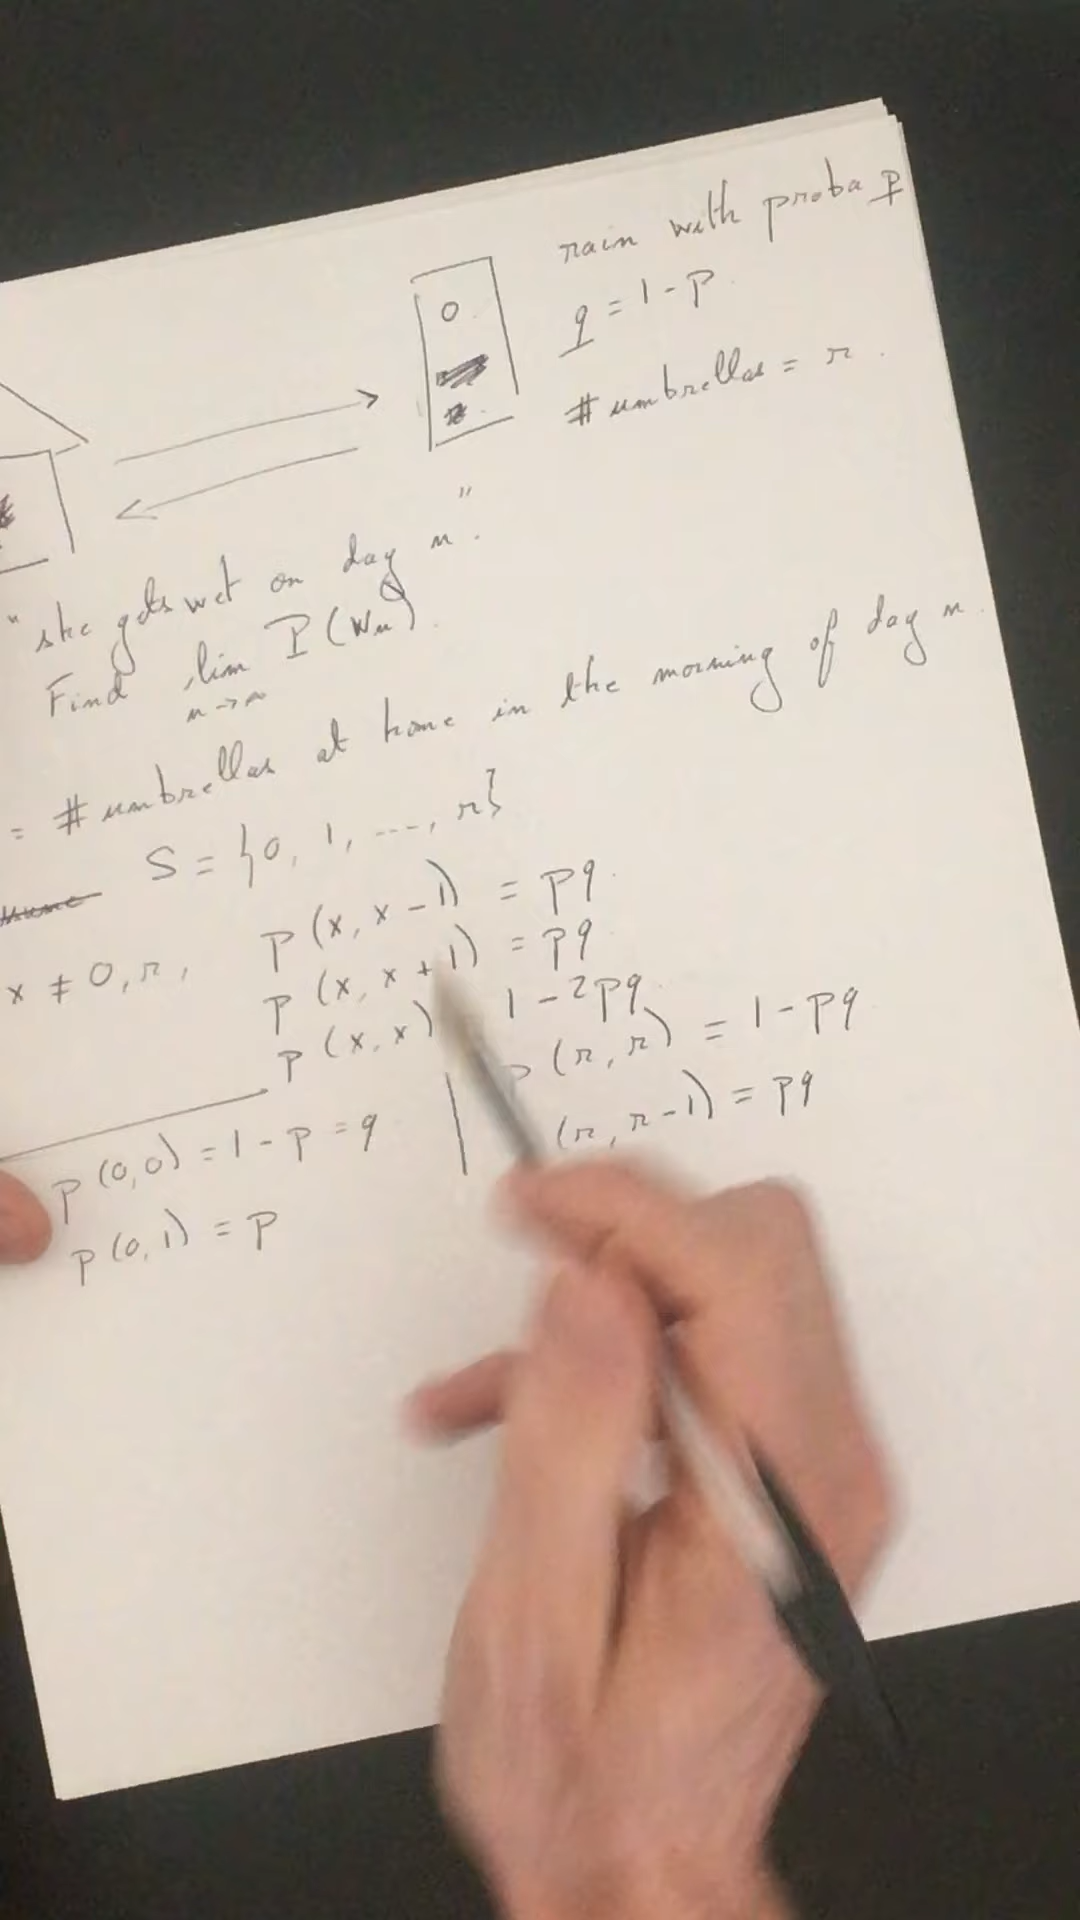 rain with proba p
q = 1 - p.
# umbrellas = r.
0
"she gets wet on day n".
Find lim P(Wn).
n→∞
= # umbrellas at home in the morning of day n.
S = {0, 1, ..., r}.
x ≠ 0, r, p(x, x-1) = pq.
p(x, x+1) = pq.
p(x, x) 1 - 2pq.
p(0,0) = 1 - p = q
p(0,1) = p
p(r, r) = 1 - pq
(r, r-1) = pq